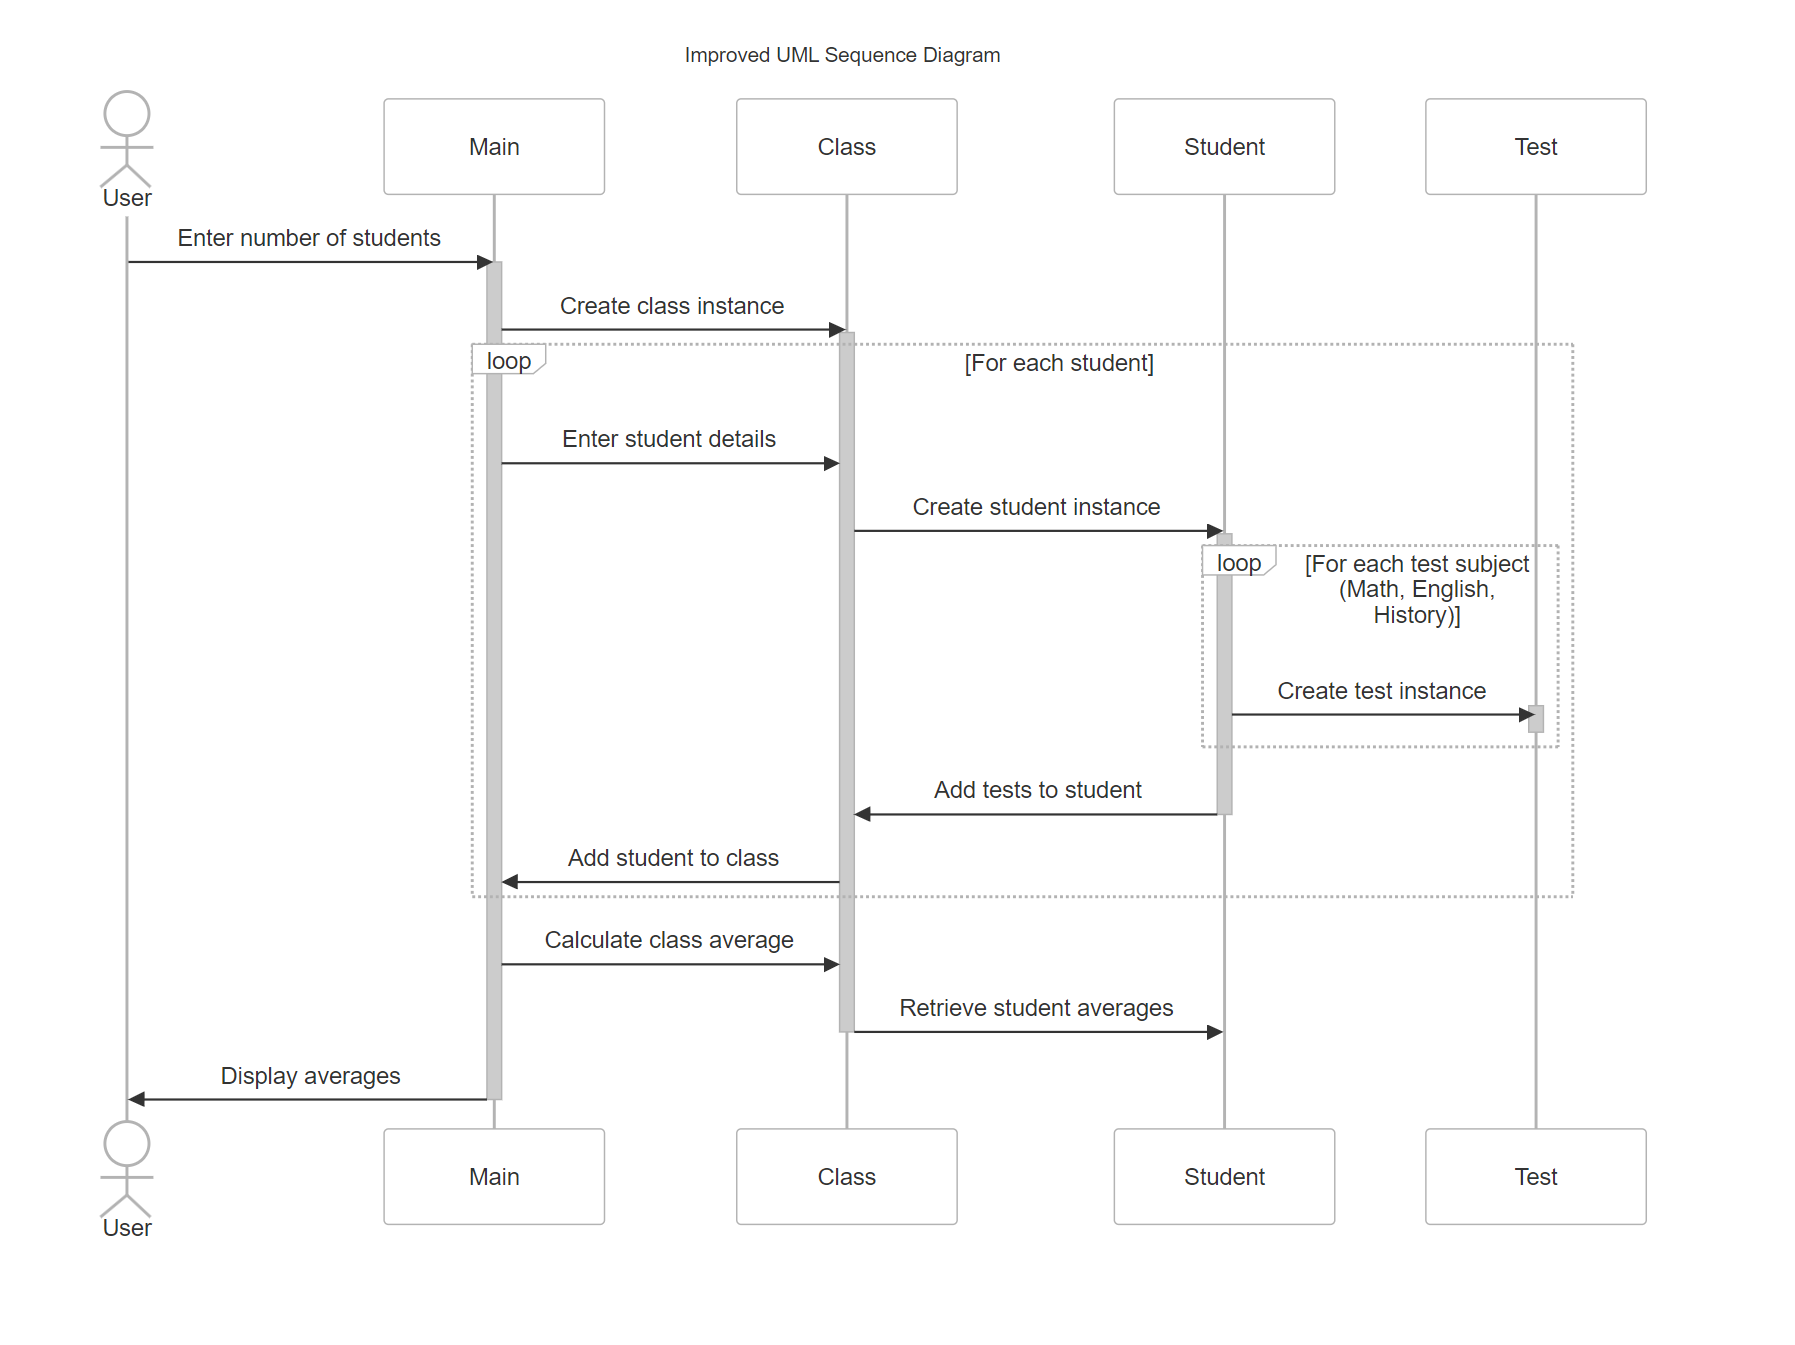 Improved UML Sequence Diagram
User
Main
Class
Student
Test
Enter number of students
Create class instance
loop
[For each student]
Enter student details
Create student instance
loop
[For each test subject
(Math, English,
History)]
Create test instance
Add tests to student
Add student to class
Calculate class average
Retrieve student averages
Display averages
User
Main
Class
Student
Test